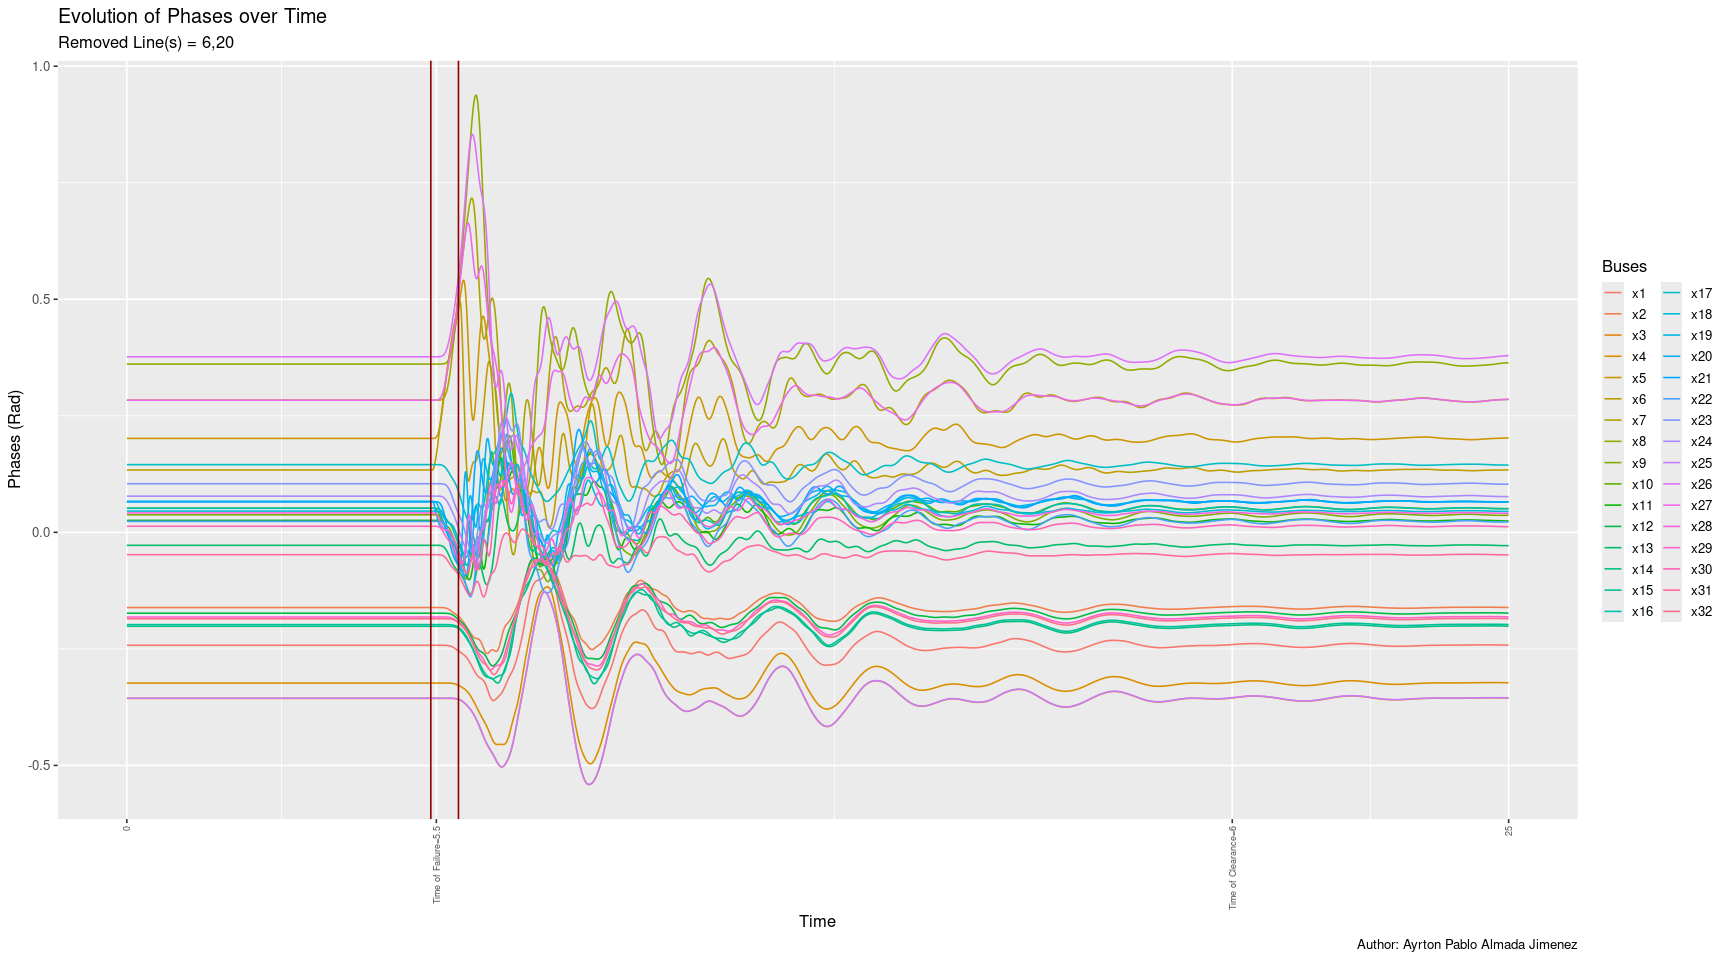 Evolution of Phases over Time
Removed Line(s) = 6,20
Phases (Rad)
1.0
0.5
0.0
-0.5
0
Time of Failure=5.5
Time of Clearance=6
25
Time
Buses
x1
x2
x3
x4
x5
x6
x7
x8
x9
x10
x11
x12
x13
x14
x15
x16
x17
x18
x19
x20
x21
x22
x23
x24
x25
x26
x27
x28
x29
x30
x31
x32
Author: Ayrton Pablo Almada Jimenez